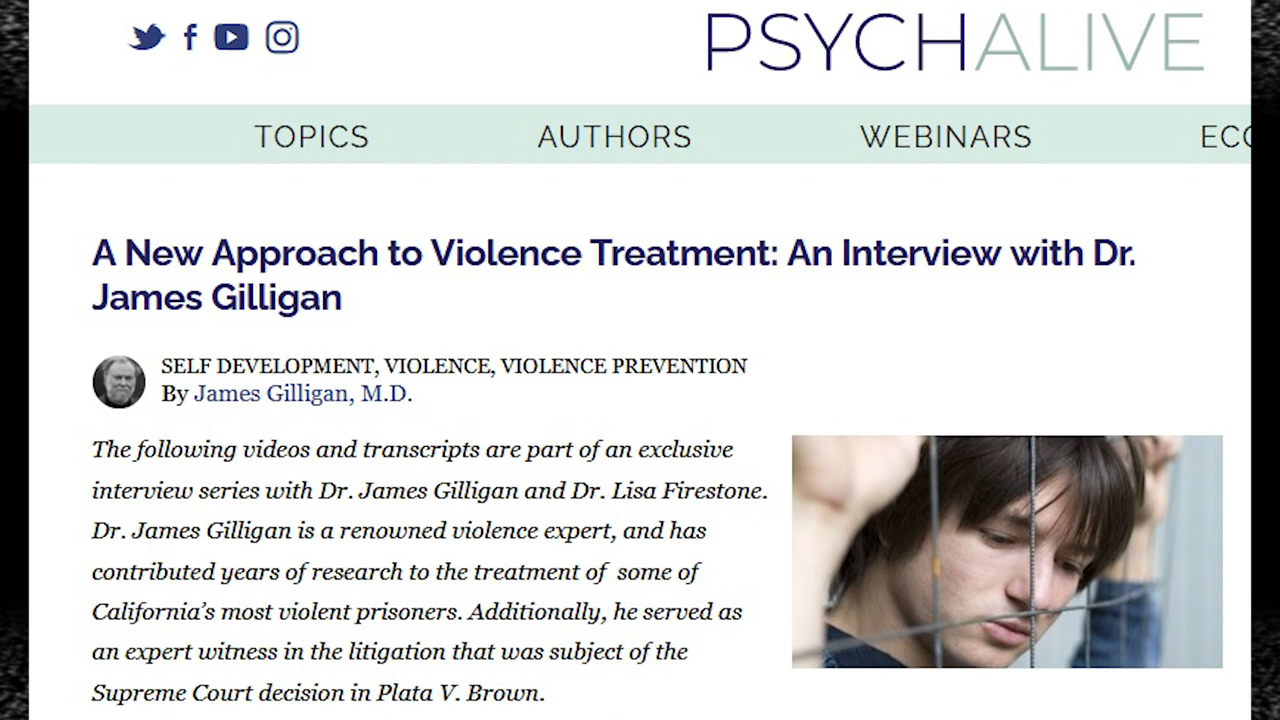 PSYCHALIVE
TOPICS AUTHORS WEBINARS
A New Approach to Violence Treatment: An Interview with Dr.
James Gilligan
SELF DEVELOPMENT, VIOLENCE, VIOLENCE PREVENTION
By James Gilligan, M.D.
The following videos and transcripts are part of an exclusive
interview series with Dr. James Gilligan and Dr. Lisa Firestone.
Dr. James Gilligan is a renowned violence expert, and has
contributed years of research to the treatment of some of
California's most violent prisoners. Additionally, he served as
an expert witness in the litigation that was subject of the
Supreme Court decision in Plata V. Brown.